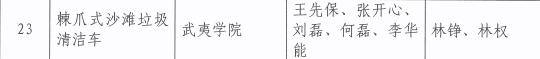 23
棘爪式沙滩垃圾
清洁车
武夷学院
王先保、张开心、
刘磊、何磊、李华
能
林铮、林权